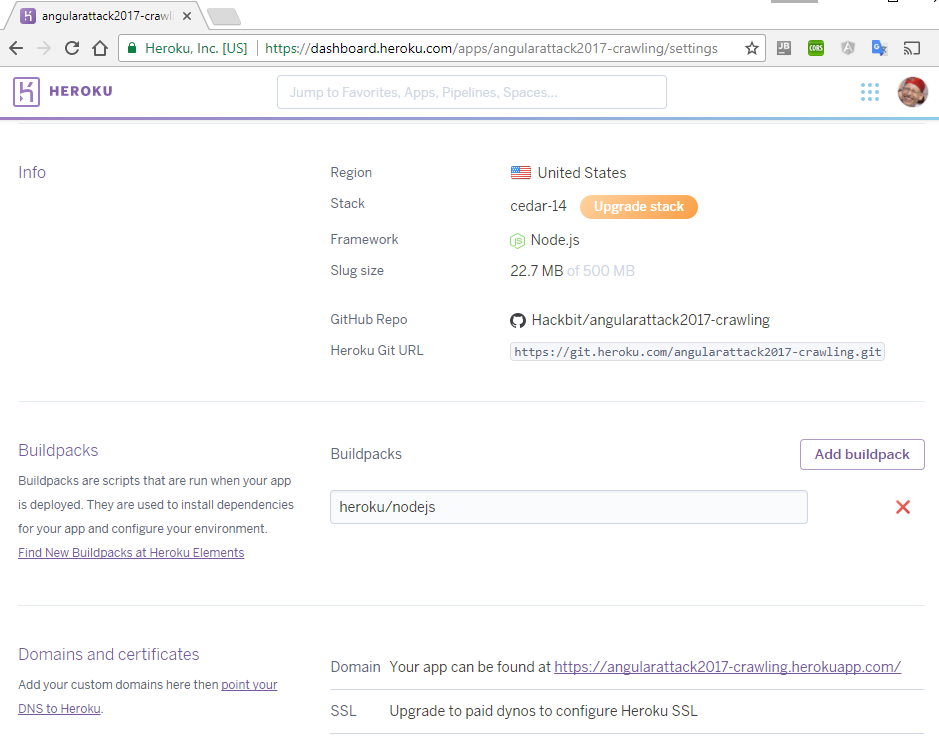 angularattack2017-crawli
Heroku, Inc. [US] https://dashboard.heroku.com/apps/angularattack2017-crawling/settings
JB
CORS
A
G
HEROKU
Jump to Favorites, Apps, Pipelines, Spaces...
Info
Region United States
Stack cedar-14 Upgrade stack
Framework Node.js
Slug size 22.7 MB of 500 MB
GitHub Repo Hackbit/angularattack2017-crawling
Heroku Git URL https://git.heroku.com/angularattack2017-crawling.git
Buildpacks
Buildpacks are scripts that are run when your app
is deployed. They are used to install dependencies
for your app and configure your environment.
Find New Buildpacks at Heroku Elements
Buildpacks Add buildpack
heroku/nodejs
Domains and certificates
Add your custom domains here then point your
DNS to Heroku.
Domain Your app can be found at https://angularattack2017-crawling.herokuapp.com/
SSL Upgrade to paid dynos to configure Heroku SSL